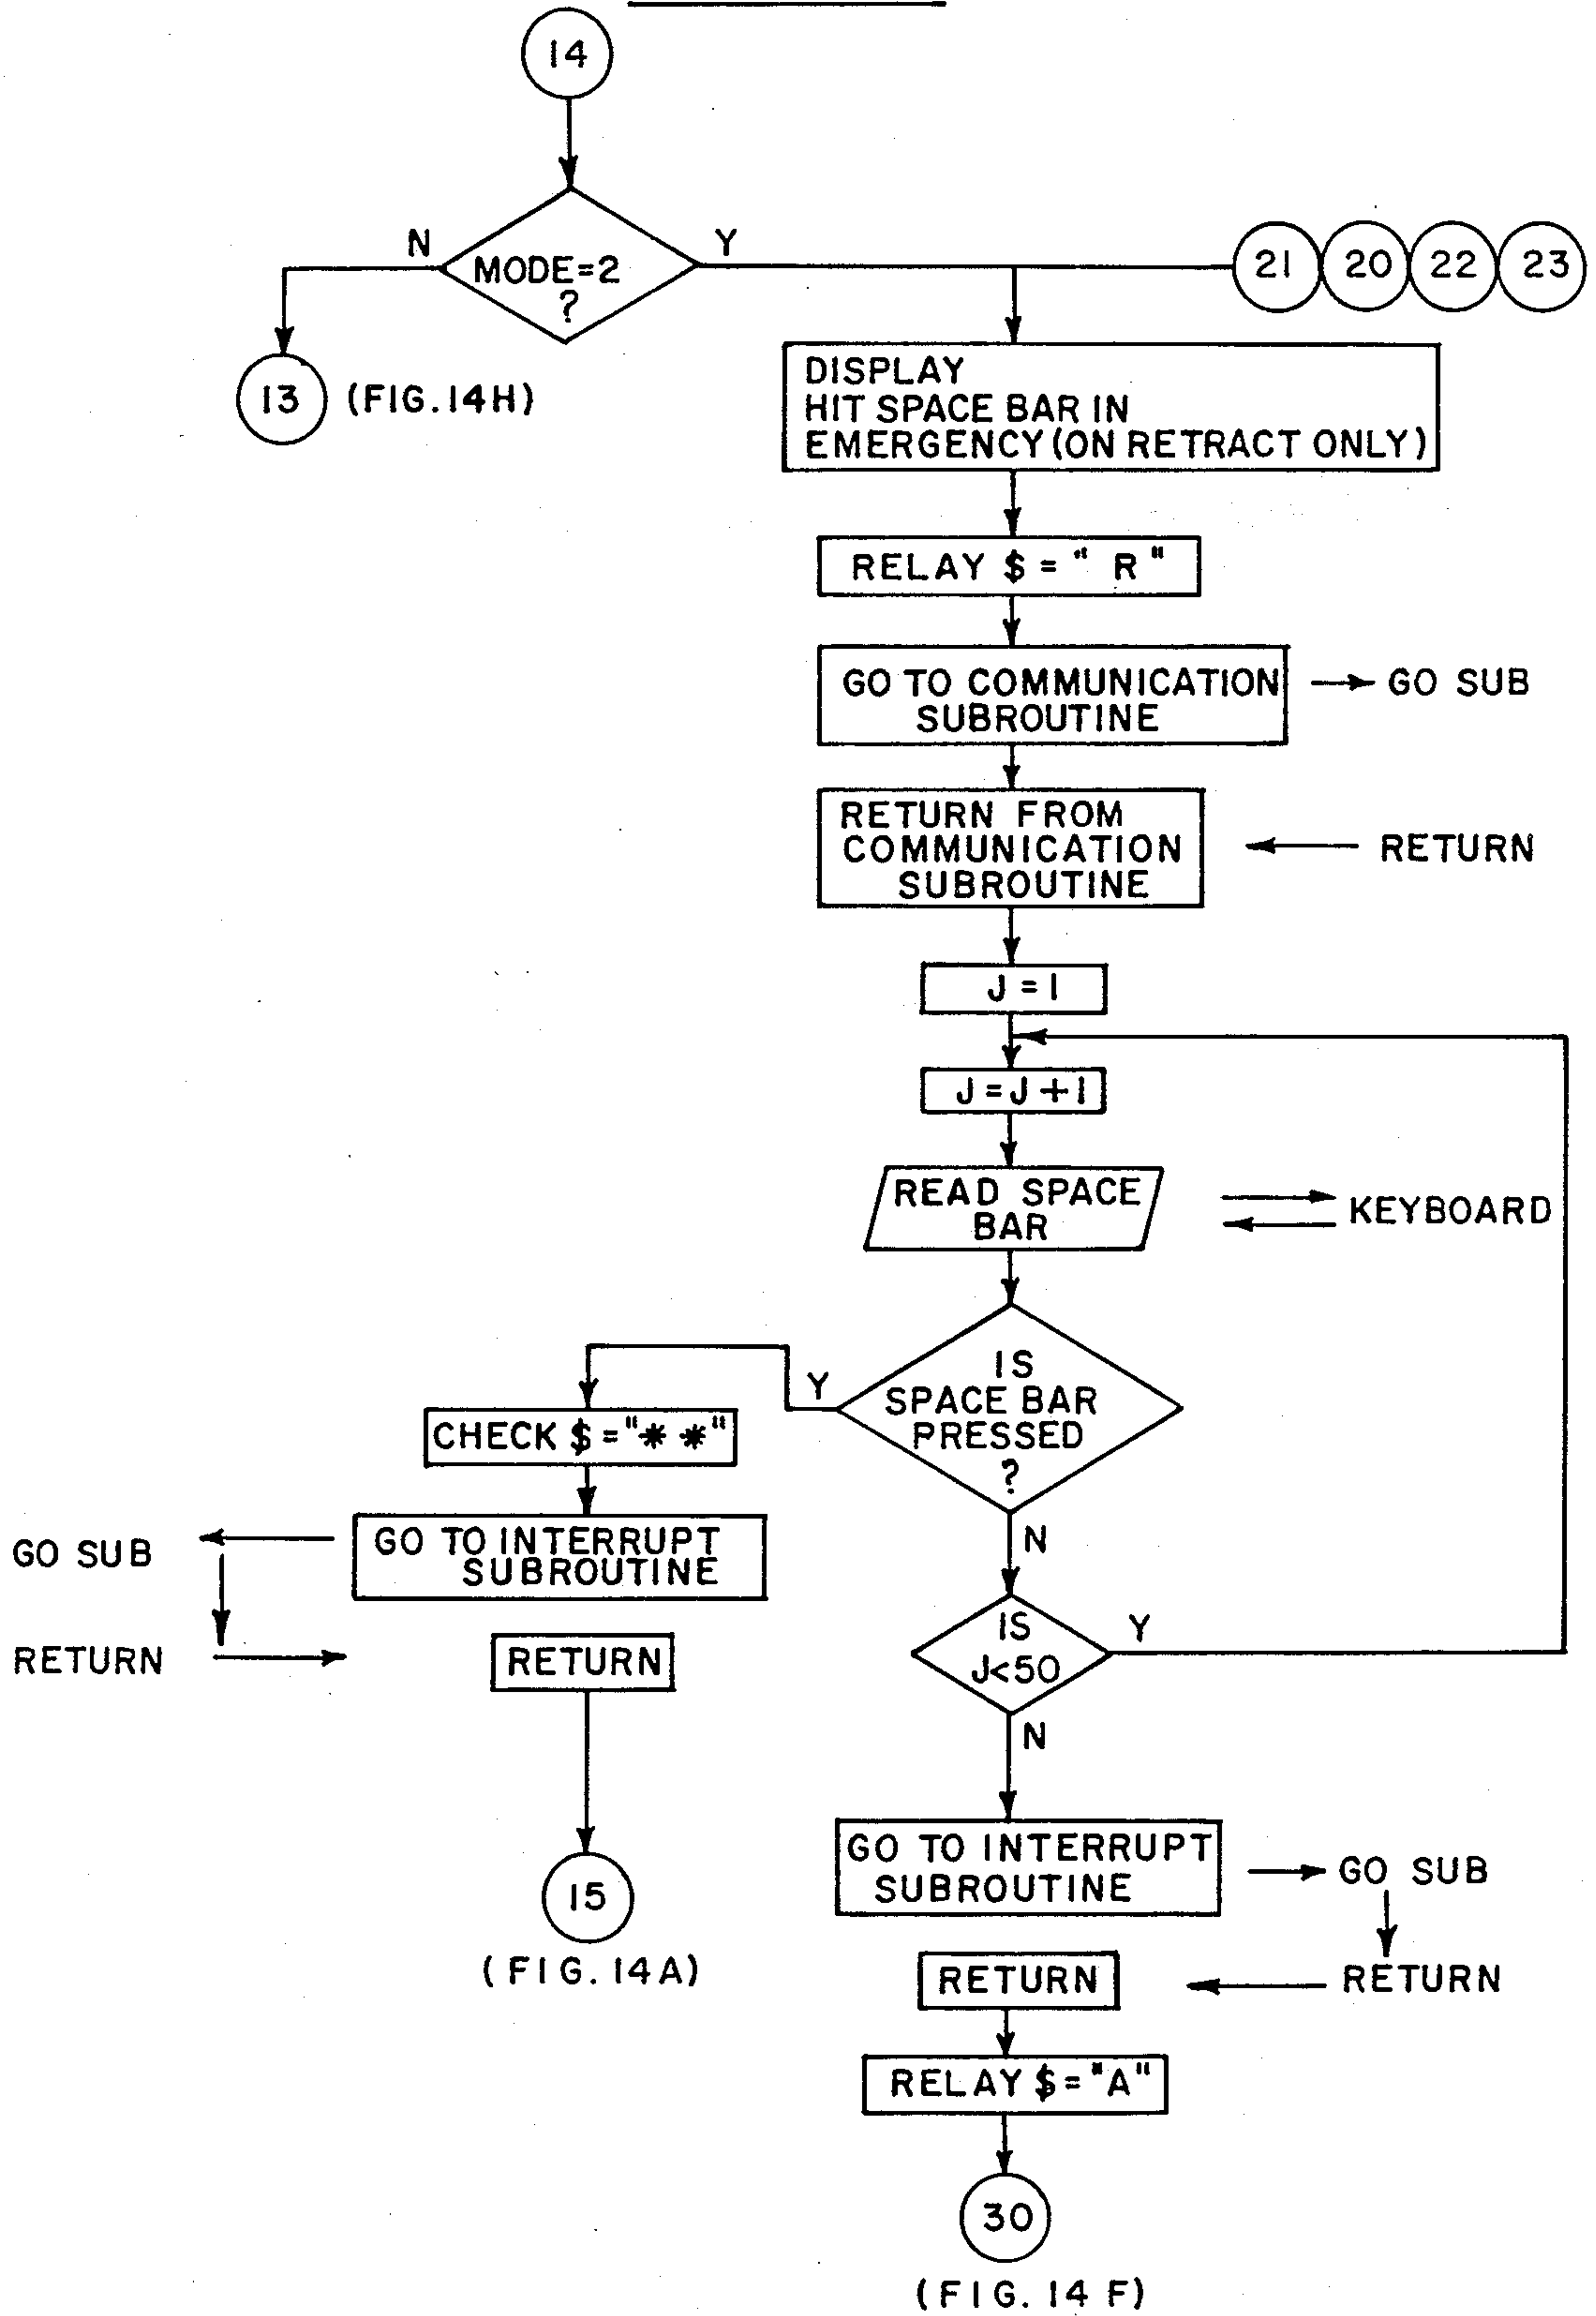 14
N
Y
MODE=2
?
21
20
22
23
13
(FIG.14H)
DISPLAY
HIT SPACE BAR IN
EMERGENCY(ON RETRACT ONLY)
RELAY $ = " R "
GO TO COMMUNICATION
SUBROUTINE
GO SUB
RETURN FROM
COMMUNICATION
SUBROUTINE
RETURN
J = 1
J = J + 1
READ SPACE
BAR
KEYBOARD
IS
SPACE BAR
PRESSED
?
Y
CHECK $ = "* *"
N
GO TO INTERRUPT
SUBROUTINE
GO SUB
RETURN
RETURN
IS
J<50
Y
N
15
(FIG. 14A)
GO TO INTERRUPT
SUBROUTINE
GO SUB
RETURN
RETURN
RELAY $ = "A"
30
(FIG. 14 F)